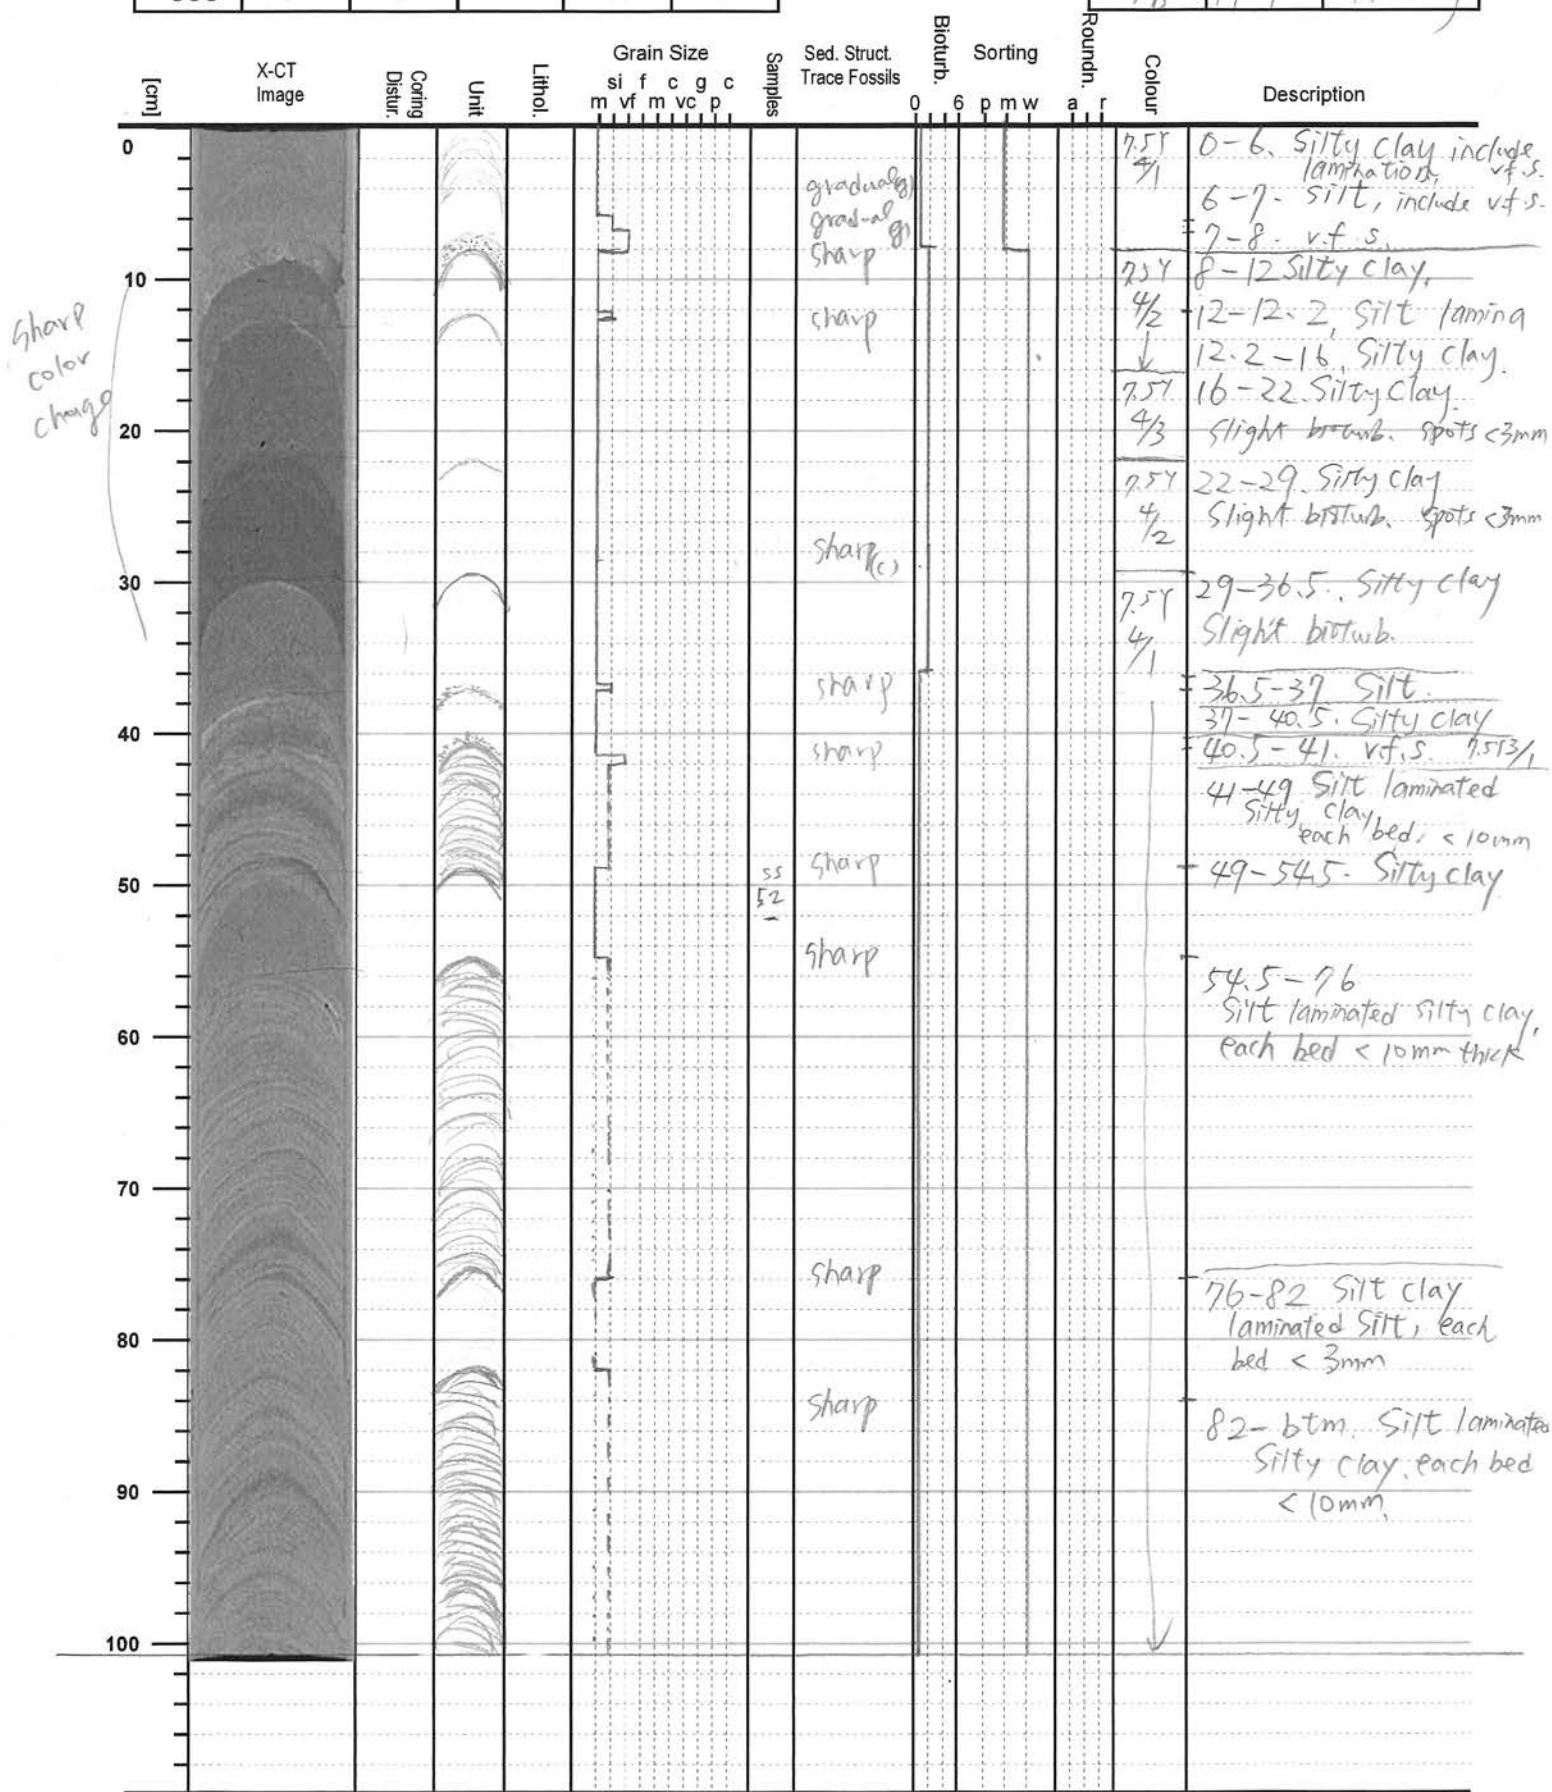 [cm]
X-CT
Image
Coring
Distur.
Unit
Lithol.
Grain Size
si f c g c
m vf m vc p
Samples
Sed. Struct.
Trace Fossils
Bioturb.
0 6
Sorting
p m w
Roundn.
a r
Colour
Description
0
10
20
30
40
50
60
70
80
90
100
Sharp
color
change
gradual(g)
gradual(g)
sharp
sharp
sharp(c)
sharp
sharp
sharp
sharp
sharp
sharp
ss
52
7.5Y
4/1
7.5Y
4/2
7.5Y
4/3
7.5Y
4/2
7.5Y
4/1
0-6. Silty clay include
lamination, v.f.s.
6-7- silt, include v.f.s.
7-8. v.f.s.
8-12 Silty clay,
12-12.2, Silt lamina
12.2-16, Silty clay.
16-22. Silty clay.
Slight bioturb. spots <3mm
22-29. Silty clay
Slight bioturb. spots <3mm
29-36.5. Silty clay
Slight bioturb.
36.5-37 Silt.
37-40.5. Silty clay
40.5-41. v.f.s. 7.5Y3/1
41-49 Silt laminated
Silty clay,
each bed, < 10mm
49-54.5- Silty clay
54.5-76
Silt laminated silty clay,
each bed < 10mm thick
76-82 Silt clay
laminated Silt, each
bed < 3mm
82-btm. Silt laminated
Silty clay, each bed
< 10mm,